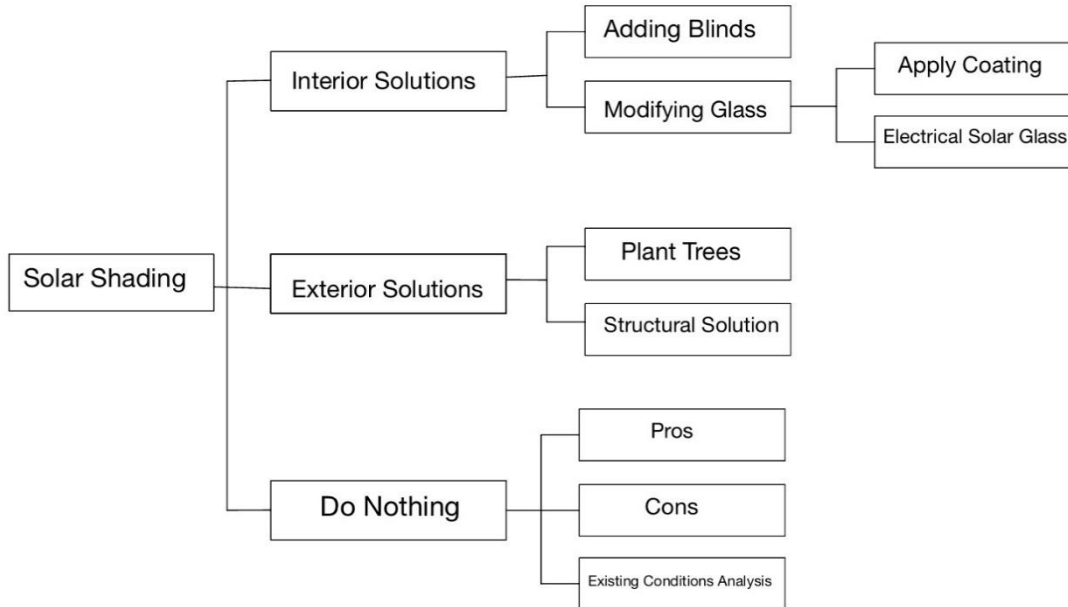 Adding Blinds
Apply Coating
Interior Solutions
Modifying Glass
Electrical Solar Glass
Plant Trees
Solar Shading
Exterior Solutions
Structural Solution
Pros
Do Nothing
Cons
Existing Conditions Analysis